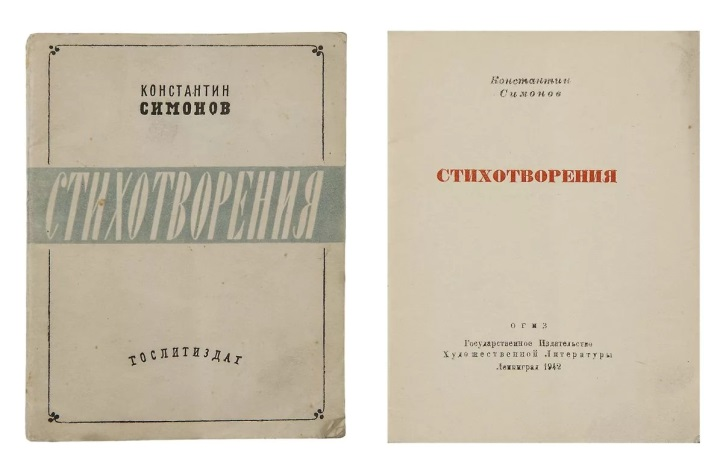 КОНСТАНТИН
СИМОНОВ
СТИХОТВОРЕНИЯ
ГОСЛИТИЗДАТ
Константин
Симонов
СТИХОТВОРЕНИЯ
ОГИЗ
Государственное Издательство
Художественной Литературы
Ленинград 1942